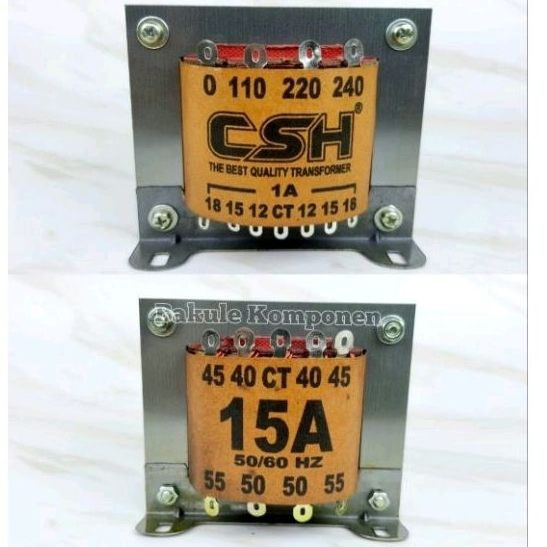 0 110 220 240
CSH®
THE BEST QUALITY TRANSFORMER
1A
18 15 12 CT 12 15 18
Rakule Komponen
45 40 CT 40 45
15A
50/60 HZ
55 50 50 55